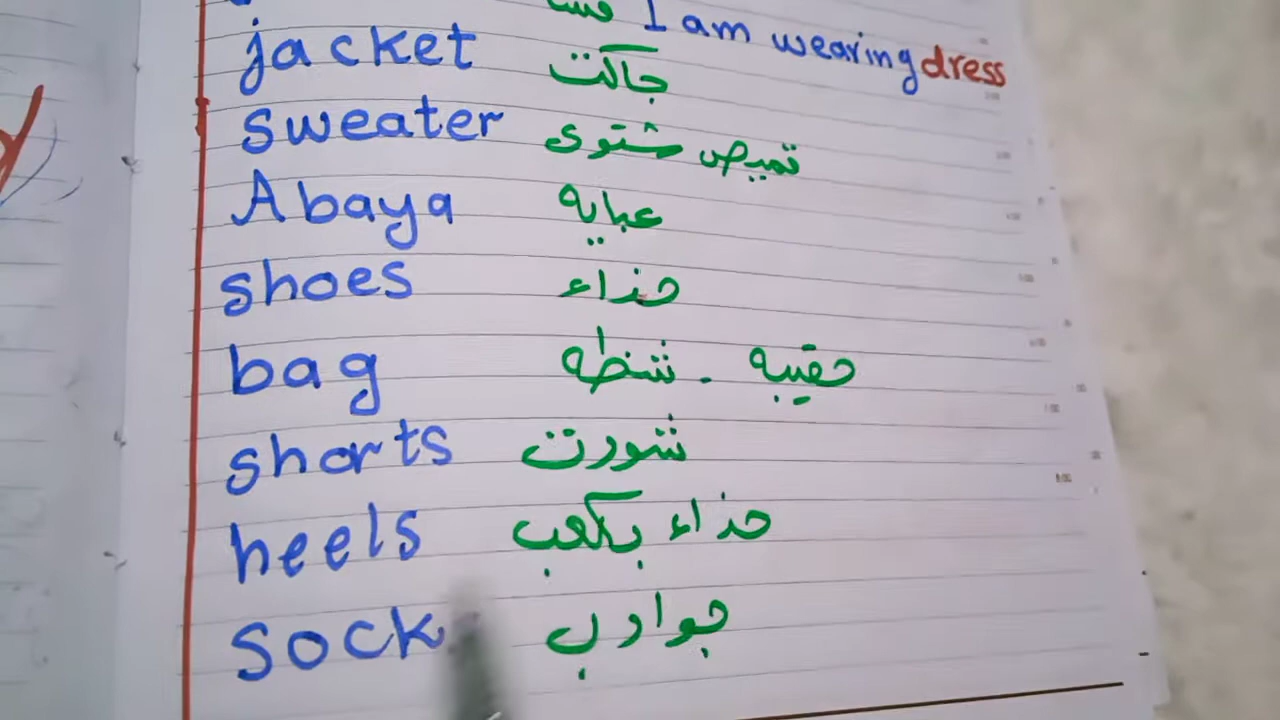 I am wearing dress
jacket جاكت
sweater قميص شتوى
Abaya عبايه
shoes حذاء
bag حقيبه - شنطه
shorts شورت
heels حذاء بكعب
sock جوارب